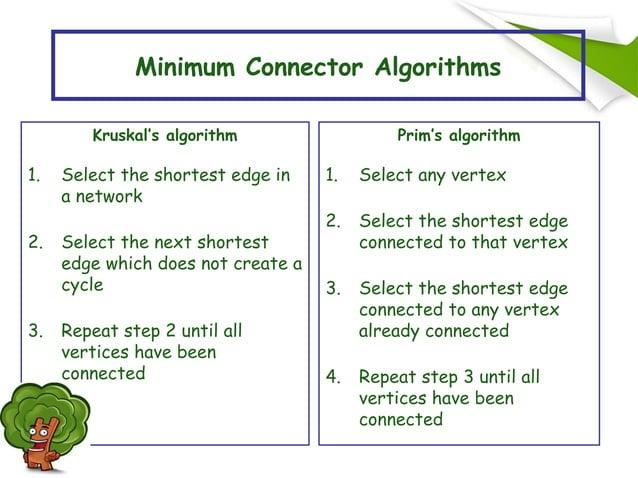 Minimum Connector Algorithms
Kruskal's algorithm
1. Select the shortest edge in
a network
2. Select the next shortest
edge which does not create a
cycle
3. Repeat step 2 until all
vertices have been
connected
Prim's algorithm
1. Select any vertex
2. Select the shortest edge
connected to that vertex
3. Select the shortest edge
connected to any vertex
already connected
4. Repeat step 3 until all
vertices have been
connected